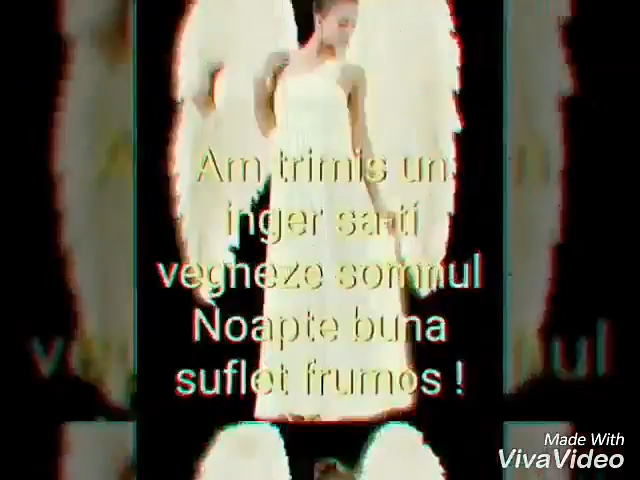 Am trimis un
inger sa-ti
vegheze somnul
Noapte buna
suflet frumos !
Made With
VivaVideo